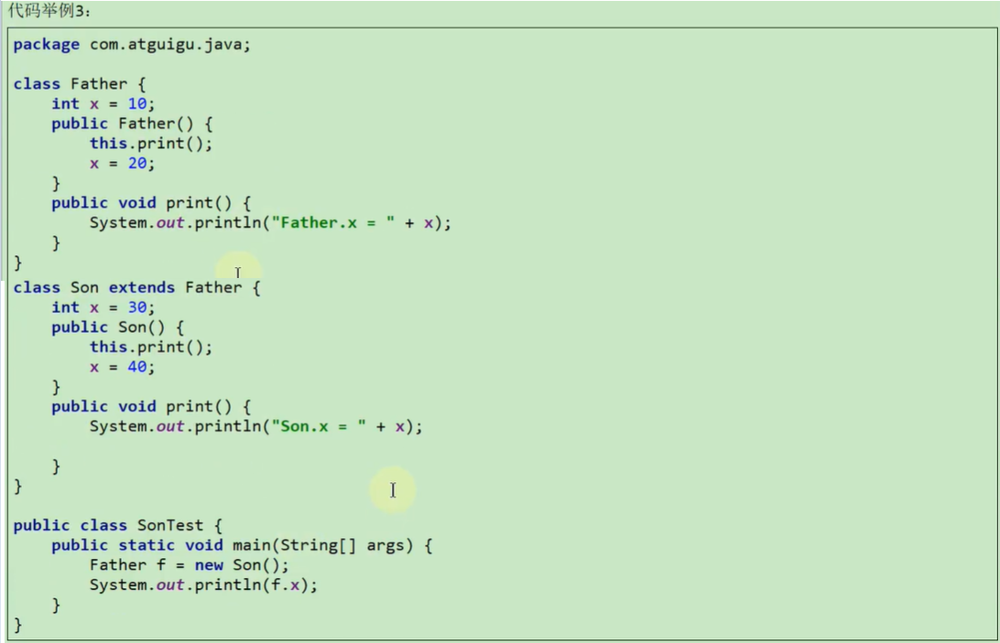 代码举例3：
package com.atguigu.java;
class Father {
    int x = 10;
    public Father() {
        this.print();
        x = 20;
    }
    public void print() {
        System.out.println("Father.x = " + x);
    }
}
class Son extends Father {
    int x = 30;
    public Son() {
        this.print();
        x = 40;
    }
    public void print() {
        System.out.println("Son.x = " + x);
    }
}
public class SonTest {
    public static void main(String[] args) {
        Father f = new Son();
        System.out.println(f.x);
    }
}